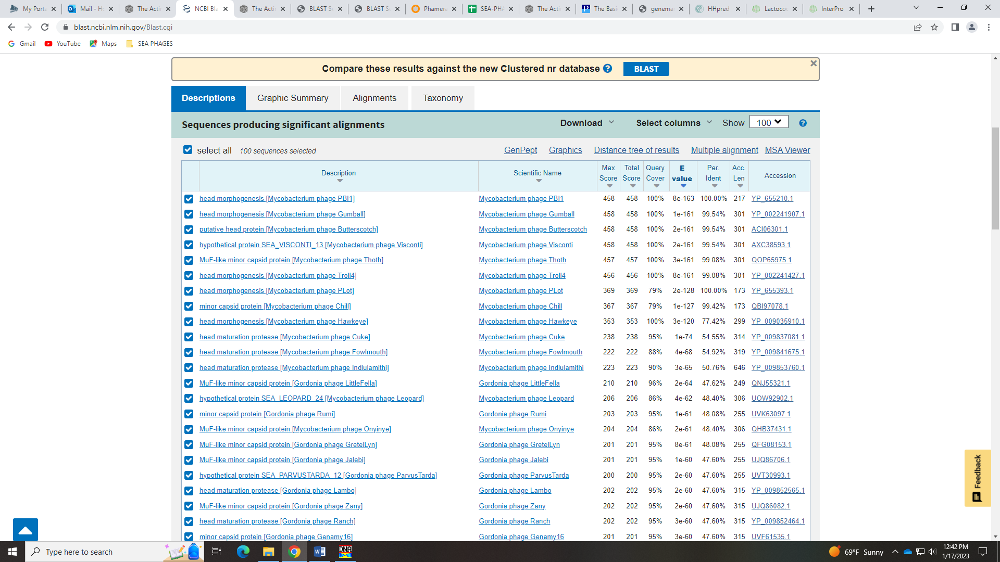 My Porta Mail - Ho The Actin NCBI Bla The Actin BLAST Se BLAST Se Phamera SEA-PHA The Actin The Basi genemar HHpred Lactococ InterPro
blast.ncbi.nlm.nih.gov/Blast.cgi
Gmail YouTube Maps SEA PHAGES
Compare these results against the new Clustered nr database ? BLAST
Descriptions Graphic Summary Alignments Taxonomy
Sequences producing significant alignments Download Select columns Show 100 ?
select all 100 sequences selected GenPept Graphics Distance tree of results Multiple alignment MSA Viewer
Description Scientific Name Max Score Total Score Query Cover E value Per. Ident Acc. Len Accession
head morphogenesis [Mycobacterium phage PBI1] Mycobacterium phage PBI1 458 458 100% 8e-163 100.00% 217 YP_655210.1
head morphogenesis [Mycobacterium phage Gumball] Mycobacterium phage Gumball 458 458 100% 1e-161 99.54% 301 YP_002241907.1
putative head protein [Mycobacterium phage Butterscotch] Mycobacterium phage Butterscotch 458 458 100% 2e-161 99.54% 301 ACI06301.1
hypothetical protein SEA_VISCONTI_13 [Mycobacterium phage Visconti] Mycobacterium phage Visconti 458 458 100% 2e-161 99.54% 301 AXC38593.1
MuF-like minor capsid protein [Mycobacterium phage Thoth] Mycobacterium phage Thoth 457 457 100% 3e-161 99.08% 301 QOP65975.1
head morphogenesis [Mycobacterium phage Troll4] Mycobacterium phage Troll4 456 456 100% 8e-161 99.08% 301 YP_002241427.1
head morphogenesis [Mycobacterium phage PLot] Mycobacterium phage PLot 369 369 79% 2e-128 100.00% 173 YP_655393.1
minor capsid protein [Mycobacterium phage Chill] Mycobacterium phage Chill 367 367 79% 1e-127 99.42% 173 QBI97078.1
head morphogenesis [Mycobacterium phage Hawkeye] Mycobacterium phage Hawkeye 353 353 100% 3e-120 77.42% 299 YP_009035910.1
head maturation protease [Mycobacterium phage Cuke] Mycobacterium phage Cuke 238 238 95% 1e-74 54.55% 314 YP_009837081.1
head maturation protease [Mycobacterium phage Fowlmouth] Mycobacterium phage Fowlmouth 222 222 88% 4e-68 54.92% 319 YP_009841675.1
head maturation protease [Mycobacterium phage Indlulamithi] Mycobacterium phage Indlulamithi 223 223 90% 3e-65 50.76% 646 YP_009853760.1
MuF-like minor capsid protein [Gordonia phage LittleFella] Gordonia phage LittleFella 210 210 96% 2e-64 47.62% 249 QNJ55321.1
hypothetical protein SEA_LEOPARD_24 [Mycobacterium phage Leopard] Mycobacterium phage Leopard 206 206 86% 4e-62 48.40% 306 UOW92902.1
minor capsid protein [Gordonia phage Rumi] Gordonia phage Rumi 203 203 95% 1e-61 48.08% 255 UVK63097.1
MuF-like minor capsid protein [Mycobacterium phage Onyinye] Mycobacterium phage Onyinye 204 204 86% 2e-61 48.40% 306 QHB37431.1
MuF-like minor capsid protein [Gordonia phage GretelLyn] Gordonia phage GretelLyn 201 201 95% 8e-61 48.08% 255 QFG08153.1
MuF-like minor capsid protein [Gordonia phage Jalebi] Gordonia phage Jalebi 201 201 95% 1e-60 47.60% 255 UJQ86706.1
hypothetical protein SEA_PARVUSTARDA_12 [Gordonia phage ParvusTarda] Gordonia phage ParvusTarda 200 200 95% 2e-60 47.60% 255 UVT30993.1
head maturation protease [Gordonia phage Lambo] Gordonia phage Lambo 202 202 95% 2e-60 47.60% 315 YP_009852565.1
MuF-like minor capsid protein [Gordonia phage Zany] Gordonia phage Zany 202 202 95% 2e-60 47.60% 315 UJQ86082.1
head maturation protease [Gordonia phage Ranch] Gordonia phage Ranch 202 202 95% 3e-60 47.60% 315 YP_009852464.1
minor capsid protein [Gordonia phage Genamy16] Gordonia phage Genamy16 201 201 95% 3e-60 47.60% 315 UVF61535.1
Feedback
Type here to search DNA 69°F Sunny 12:42 PM
1/17/2023